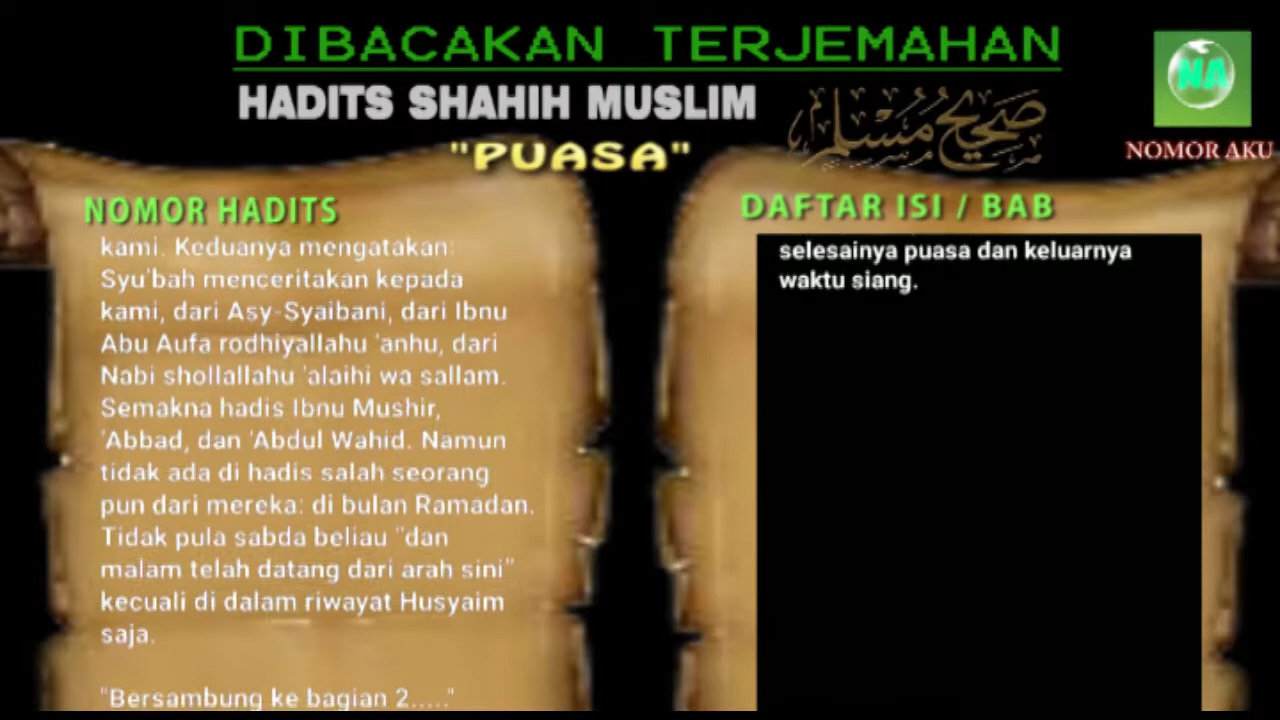 DIBACAKAN TERJEMAHAN
HADITS SHAHIH MUSLIM
صَحِيحُ مُسْلِم
"PUASA"
NA
NOMOR AKU
NOMOR HADITS
kami. Keduanya mengatakan:
Syu'bah menceritakan kepada
kami, dari Asy-Syaibani, dari Ibnu
Abu Aufa rodhiyallahu 'anhu, dari
Nabi shollallahu 'alaihi wa sallam.
Semakna hadis Ibnu Mushir,
'Abbad, dan 'Abdul Wahid. Namun
tidak ada di hadis salah seorang
pun dari mereka: di bulan Ramadan.
Tidak pula sabda beliau "dan
malam telah datang dari arah sini"
kecuali di dalam riwayat Husyaim
saja.
"Bersambung ke bagian 2....."
DAFTAR ISI / BAB
selesainya puasa dan keluarnya
waktu siang.